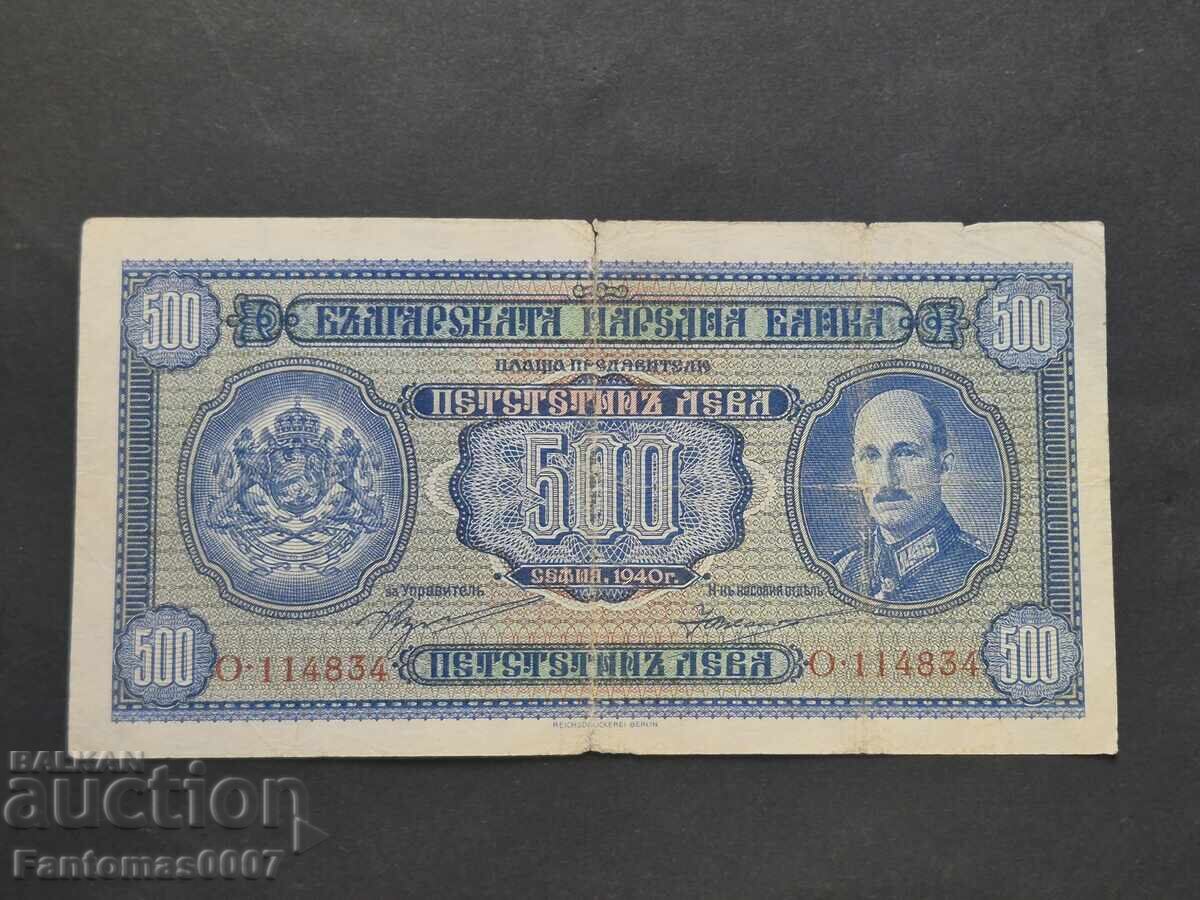 500
500
БЪЛГАРСКАТА НАРОДНА БАНКА
ПЛАЩА ПРЕДЯВИТЕЛЮ
ПЕТСТОТИНЪ ЛЕВА
500
СОФИЯ. 1940 г.
за Управитель
Н-къ касовия отдѣлъ
500
О·114834
ПЕТСТОТИНЪ ЛЕВА
О·114834
500
REICHSDRUCKEREI BERLIN
BALKAN
auction
Fantomas0007